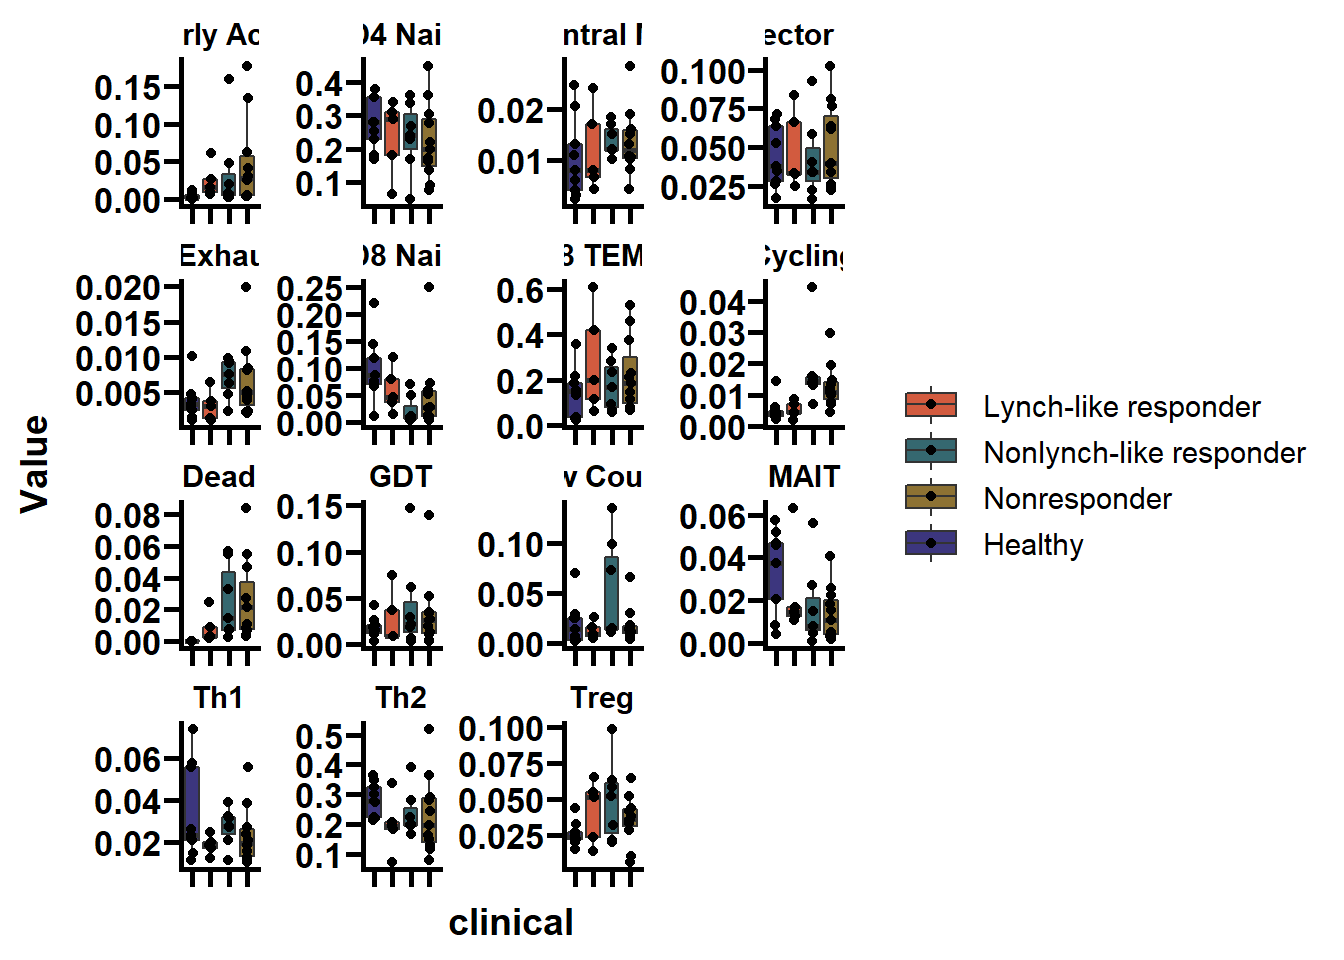 rly Ac
D4 Nai
ntral M
ector
0.15
0.10
0.05
0.00
0.4
0.3
0.2
0.1
0.02
0.01
0.100
0.075
0.050
0.025
Exhau
D8 Nai
8 TEM
Cycling
0.020
0.015
0.010
0.005
0.25
0.20
0.15
0.10
0.05
0.00
0.6
0.4
0.2
0.0
0.04
0.03
0.02
0.01
0.00
Dead
GDT
w Cou
MAIT
0.08
0.06
0.04
0.02
0.00
0.15
0.10
0.05
0.00
0.10
0.05
0.00
0.06
0.04
0.02
0.00
Th1
Th2
Treg
0.06
0.04
0.02
0.5
0.4
0.3
0.2
0.1
0.100
0.075
0.050
0.025
Value
clinical
Lynch-like responder
Nonlynch-like responder
Nonresponder
Healthy